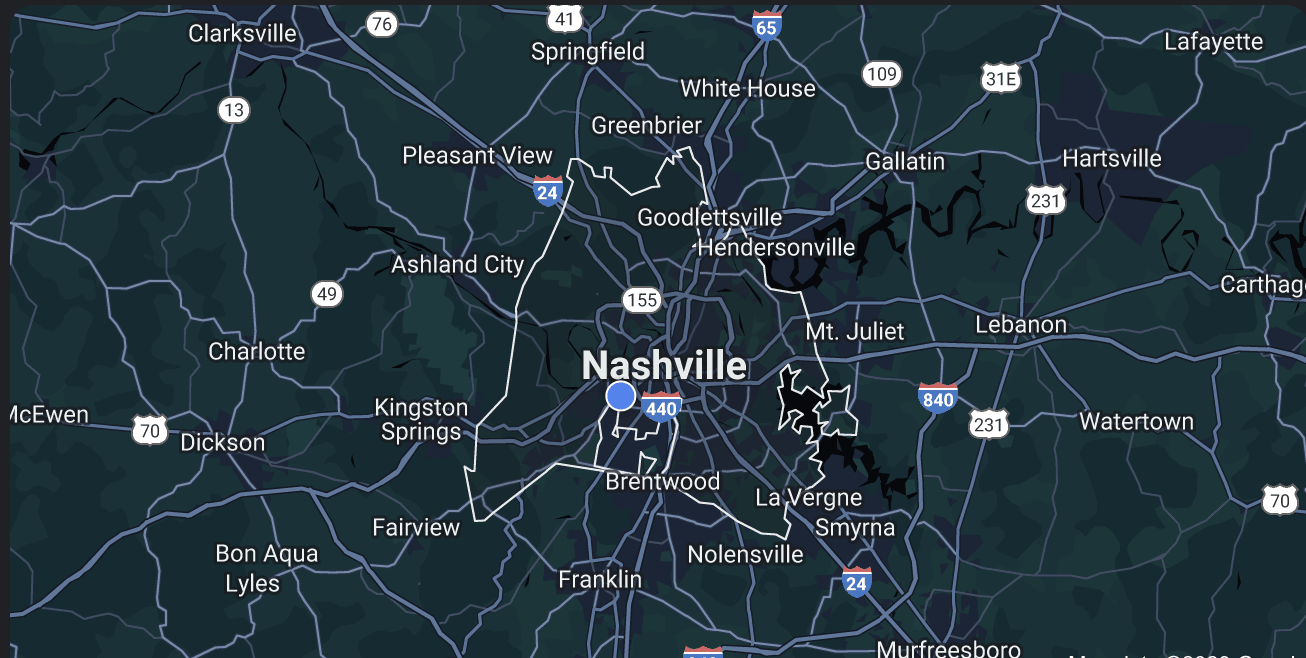 Clarksville
76
41
65
Springfield
Lafayette
109
31E
White House
13
Greenbrier
Pleasant View
Gallatin
Hartsville
24
231
Goodlettsville
Hendersonville
Ashland City
49
155
Carthag
Mt. Juliet
Lebanon
Charlotte
Nashville
440
840
McEwen
Kingston
Springs
70
231
Watertown
Dickson
Brentwood
La Vergne
70
Fairview
Smyrna
Bon Aqua
Nolensville
Lyles
Franklin
24
Murfreesboro